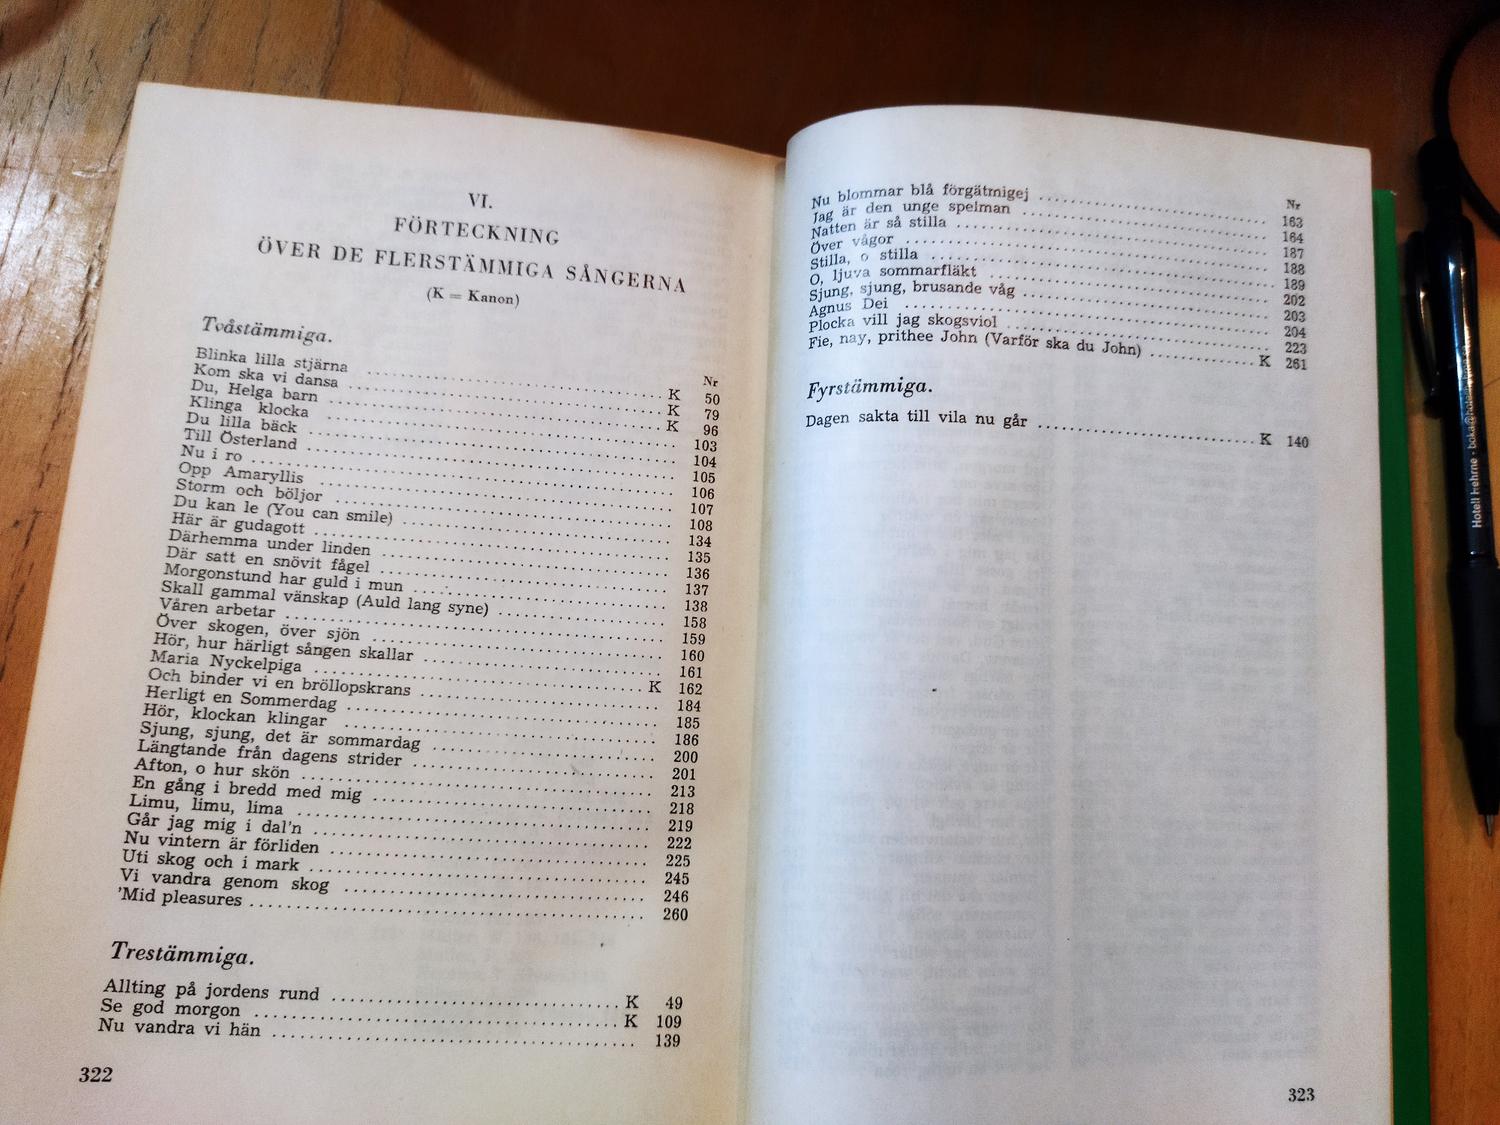 VI.
FÖRTECKNING
ÖVER DE FLERSTÄMMIGA SÅNGERNA
(K = Kanon)
Tvåstämmiga.
Nr
Blinka lilla stjärna ........ K 50
Kom ska vi dansa ........ K 79
Du, Helga barn ........ K 96
Klinga klocka ........ 103
Du lilla bäck ........ 104
Till Österland ........ 105
Nu i ro ........ 106
Opp Amaryllis ........ 107
Storm och böljor ........ 108
Du kan le (You can smile) ........ 134
Här är gudagott ........ 135
Därhemma under linden ........ 136
Där satt en snövit fågel ........ 137
Morgonstund har guld i mun ........ 138
Skall gammal vänskap (Auld lang syne) ........ 158
Våren arbetar ........ 159
Över skogen, över sjön ........ 160
Hör, hur härligt sången skallar ........ 161
Maria Nyckelpiga ........ K 162
Och binder vi en bröllopskrans ........ 184
Herligt en Sommerdag ........ 185
Hör, klockan klingar ........ 186
Sjung, sjung, det är sommardag ........ 200
Längtande från dagens strider ........ 201
Afton, o hur skön ........ 213
En gång i bredd med mig ........ 218
Limu, limu, lima ........ 219
Går jag mig i dal'n ........ 222
Nu vintern är förliden ........ 225
Uti skog och i mark ........ 245
Vi vandra genom skog ........ 246
'Mid pleasures ........ 260
Trestämmiga.
Allting på jordens rund ........ K 49
Se god morgon ........ K 109
Nu vandra vi hän ........ 139
322
Nr
Nu blommar blå förgätmigej ........ 163
Jag är den unge spelman ........ 164
Natten är så stilla ........ 187
Över vågor ........ 188
Stilla, o stilla ........ 189
O, ljuva sommarfläkt ........ 202
Sjung, sjung, brusande våg ........ 203
Agnus Dei ........ 204
Plocka vill jag skogsviol ........ 223
Fie, nay, prithee John (Varför ska du John) ........ K 261
Fyrstämmiga.
Dagen sakta till vila nu går ........ K 140
323
Hotell Hehrne